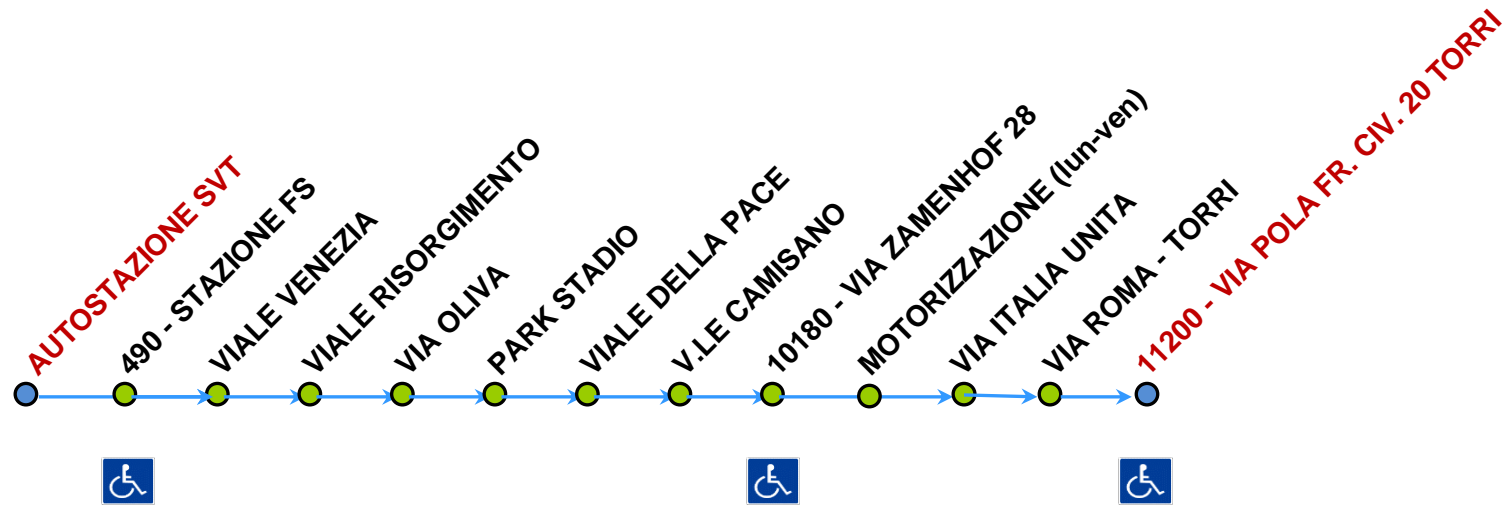 AUTOSTAZIONE SVT
490 - STAZIONE FS
VIALE VENEZIA
VIALE RISORGIMENTO
VIA OLIVA
PARK STADIO
VIALE DELLA PACE
V.LE CAMISANO
10180 - VIA ZAMENHOF 28
MOTORIZZAZIONE (lun-ven)
VIA ITALIA UNITA
VIA ROMA - TORRI
11200 - VIA POLA FR. CIV. 20 TORRI